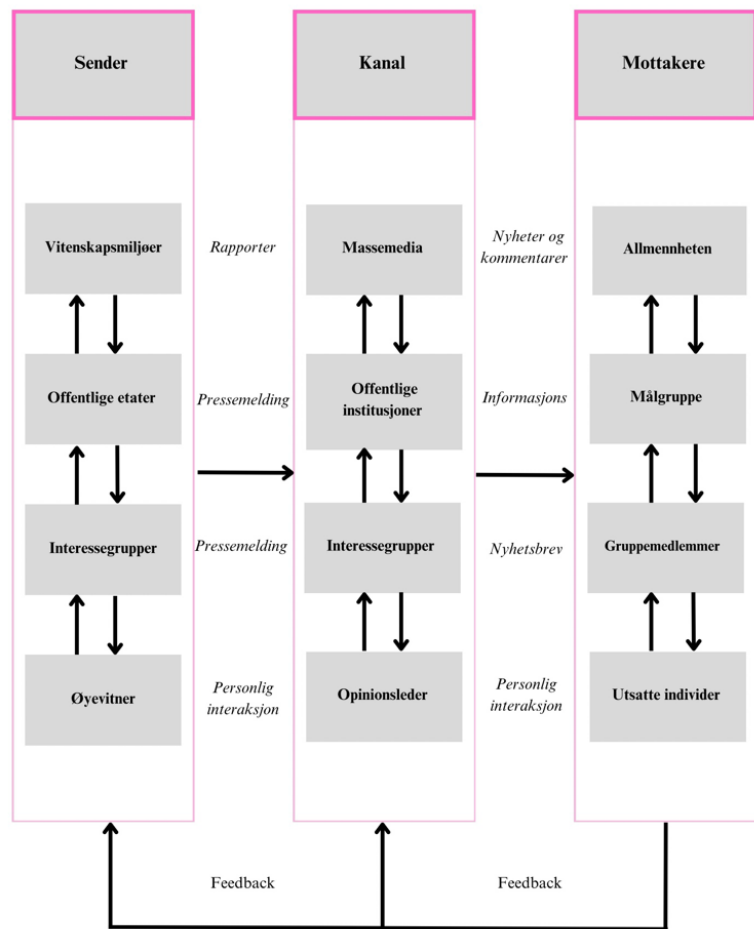 Sender
Kanal
Mottakere
Vitenskapsmiljøer
Rapporter
Massemedia
Nyheter og
kommentarer
Allmennheten
Offentlige etater
Pressemelding
Offentlige
institusjoner
Informasjons
Målgruppe
Interessegrupper
Pressemelding
Interessegrupper
Nyhetsbrev
Gruppemedlemmer
Øyevitner
Personlig
interaksjon
Opinionsleder
Personlig
interaksjon
Utsatte individer
Feedback
Feedback